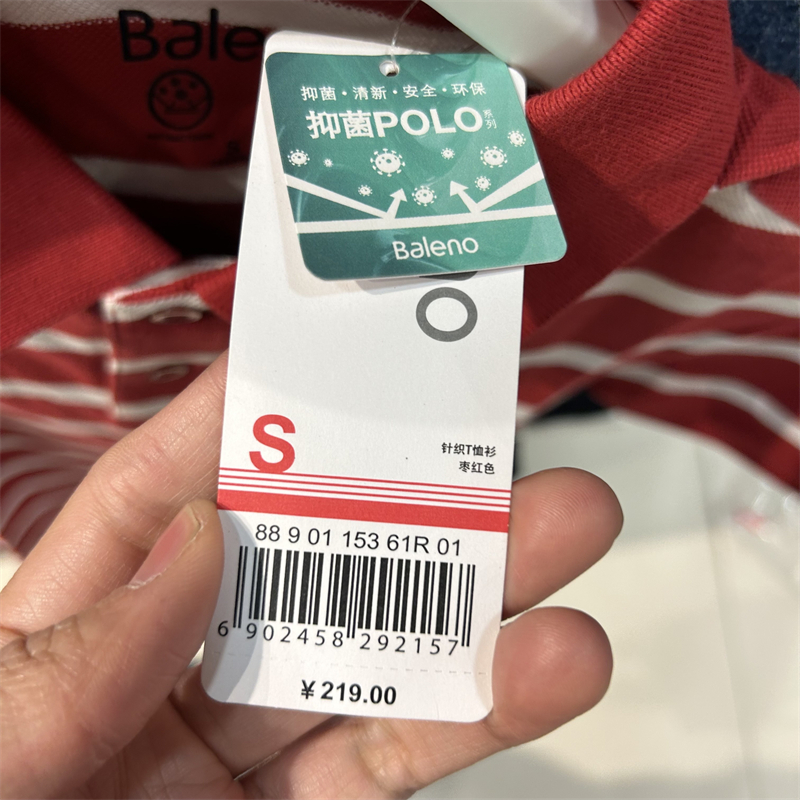 Baleno
抑菌·清新·安全·环保
抑菌POLO系列
Baleno
O
S
针织T恤衫
枣红色
88 9 01 153 61R 01
6 902458 292157
¥219.00